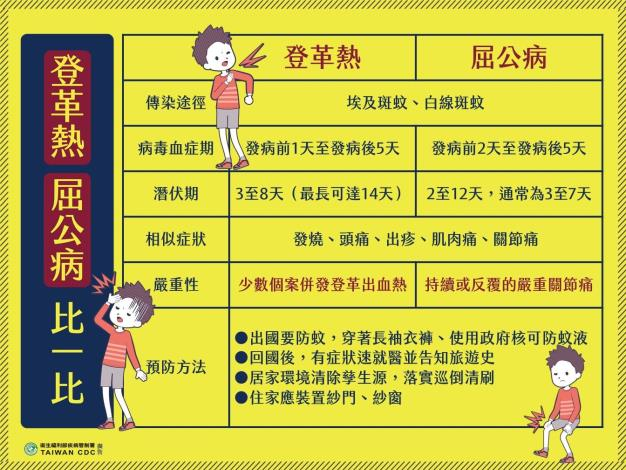 登革熱
屈公病
比一比
登革熱 屈公病
傳染途徑 埃及斑蚊、白線斑蚊
病毒血症期 發病前1天至發病後5天 發病前2天至發病後5天
潛伏期 3至8天（最長可達14天） 2至12天，通常為3至7天
相似症狀 發燒、頭痛、出疹、肌肉痛、關節痛
嚴重性 少數個案併發登革出血熱 持續或反覆的嚴重關節痛
預防方法
●出國要防蚊，穿著長袖衣褲、使用政府核可防蚊液
●回國後，有症狀速就醫並告知旅遊史
●居家環境清除孳生源，落實巡倒清刷
●住家應裝置紗門、紗窗
衛生福利部疾病管制署
TAIWAN CDC
廣告